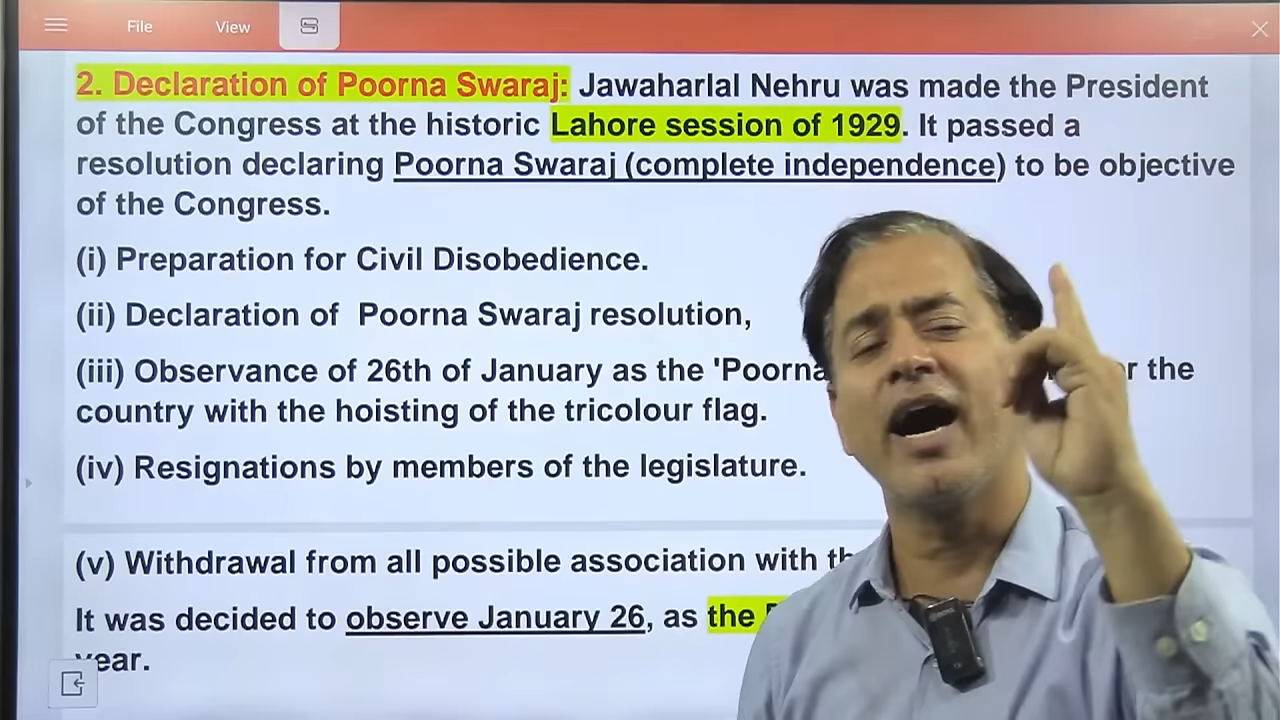 File View
2. Declaration of Poorna Swaraj: Jawaharlal Nehru was made the President
of the Congress at the historic Lahore session of 1929. It passed a
resolution declaring Poorna Swaraj (complete independence) to be objective
of the Congress.
(i) Preparation for Civil Disobedience.
(ii) Declaration of Poorna Swaraj resolution,
(iii) Observance of 26th of January as the 'Poorna the
country with the hoisting of the tricolour flag.
(iv) Resignations by members of the legislature.
(v) Withdrawal from all possible association with
It was decided to observe January 26, as the
year.